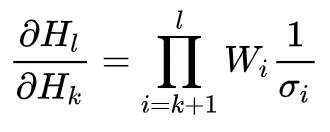 ∂H_l/∂H_k = ∏_{i=k+1}^{l} W_i 1/σ_i